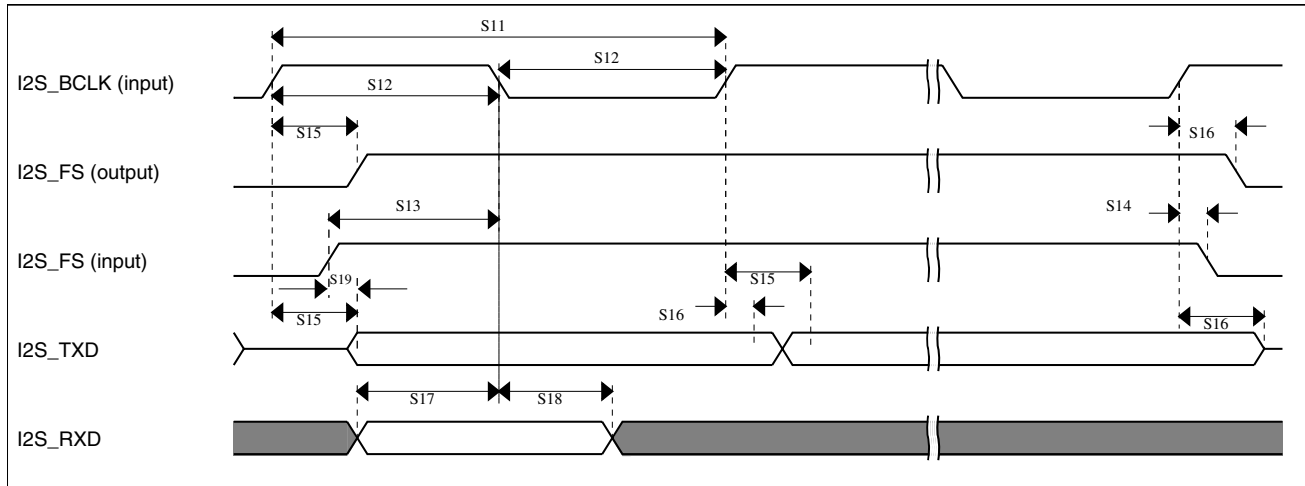 S11
I2S_BCLK (input)
S12
S12
S15
S16
I2S_FS (output)
S13
S14
I2S_FS (input)
S19
S15
S15
S16
S16
I2S_TXD
S17
S18
I2S_RXD